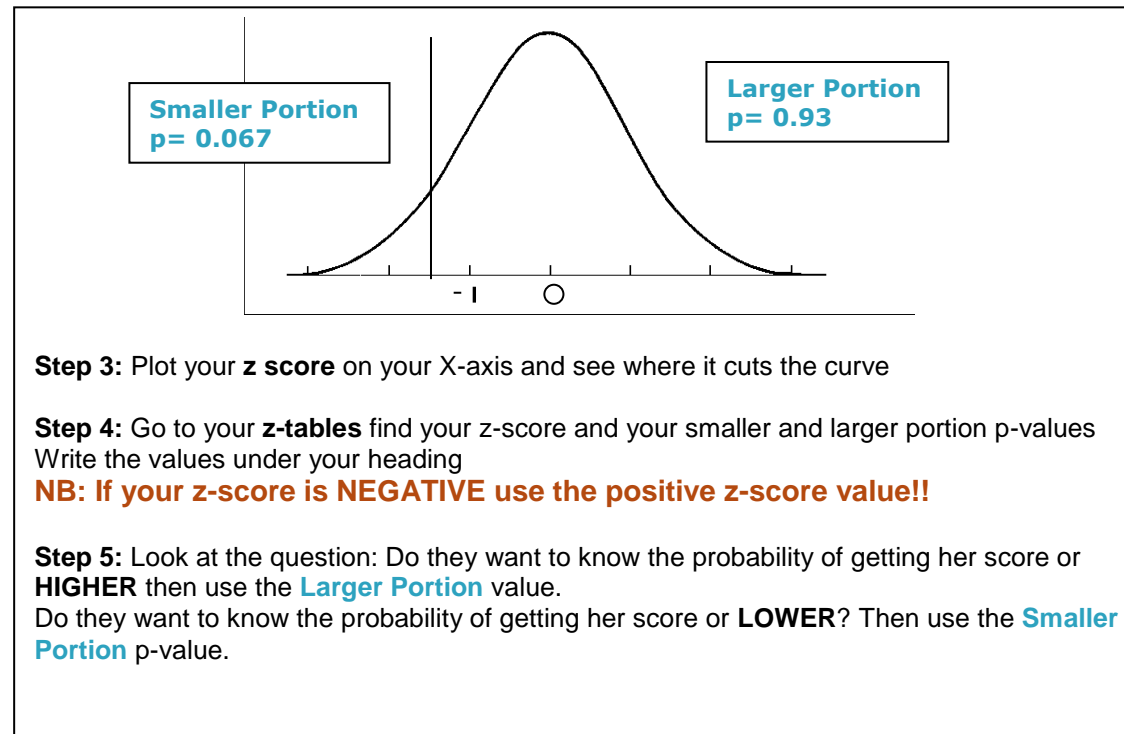 Smaller Portion
p= 0.067
Larger Portion
p= 0.93
- 1 0
Step 3: Plot your z score on your X-axis and see where it cuts the curve
Step 4: Go to your z-tables find your z-score and your smaller and larger portion p-values
Write the values under your heading
NB: If your z-score is NEGATIVE use the positive z-score value!!
Step 5: Look at the question: Do they want to know the probability of getting her score or
HIGHER then use the Larger Portion value.
Do they want to know the probability of getting her score or LOWER? Then use the Smaller
Portion p-value.